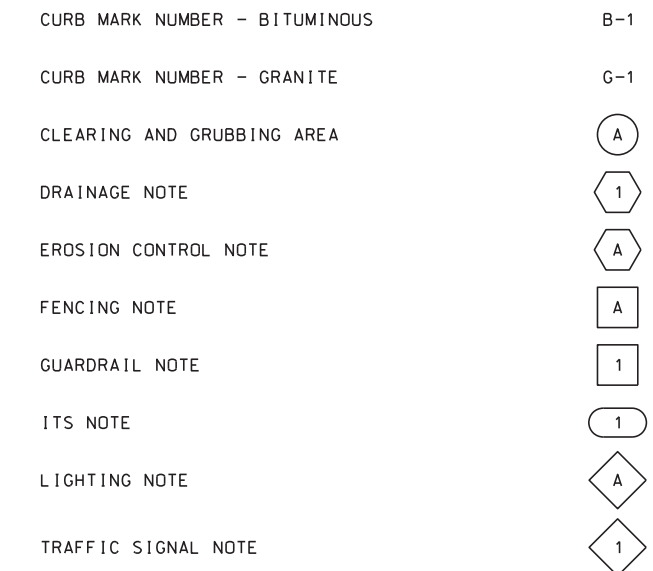 CURB MARK NUMBER - BITUMINOUS B-1
CURB MARK NUMBER - GRANITE G-1
CLEARING AND GRUBBING AREA A
DRAINAGE NOTE 1
EROSION CONTROL NOTE A
FENCING NOTE A
GUARDRAIL NOTE 1
ITS NOTE 1
LIGHTING NOTE A
TRAFFIC SIGNAL NOTE 1